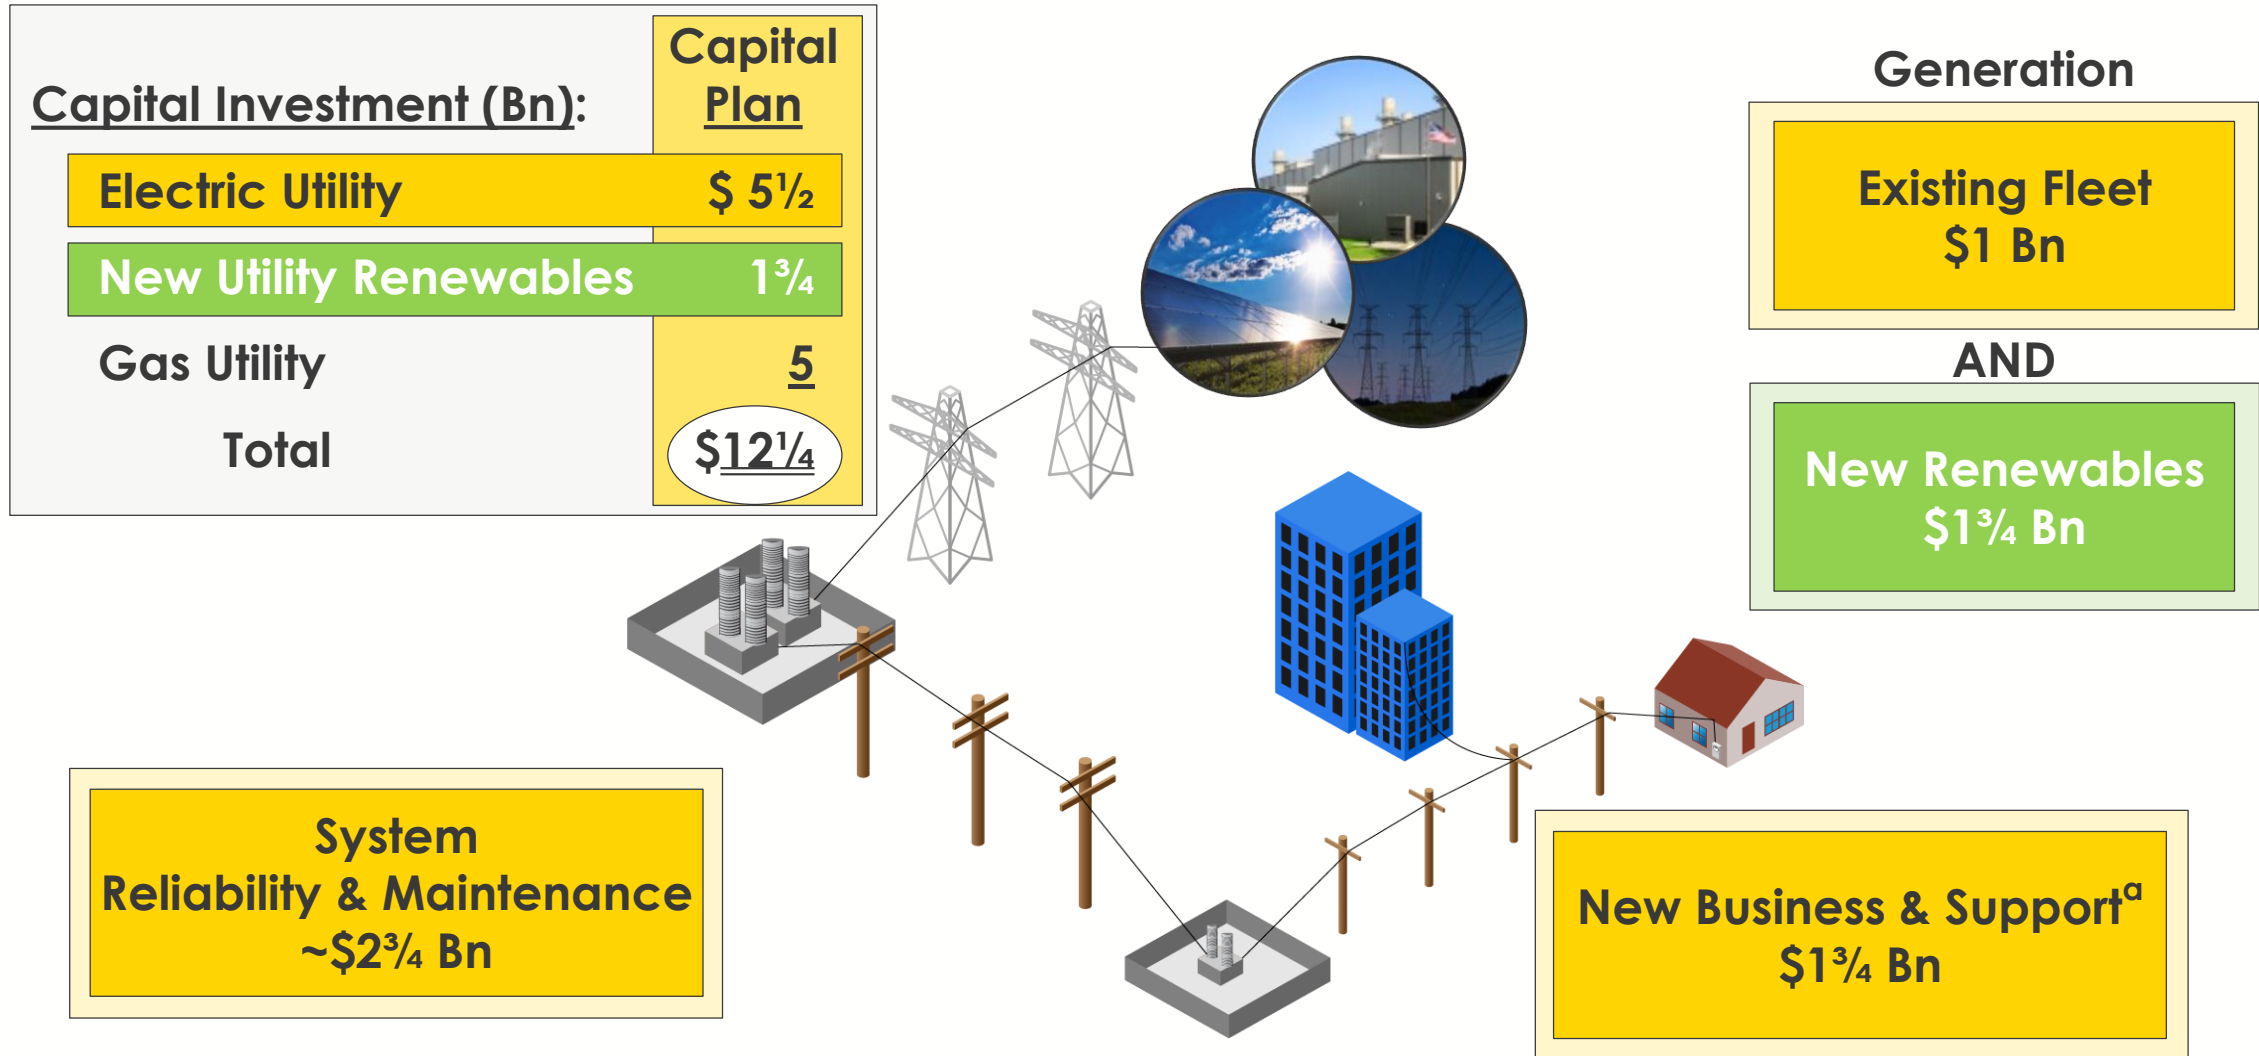 Capital
Capital Investment (Bn): Plan
Electric Utility $ 5½
New Utility Renewables 1¾
Gas Utility 5
Total $12¼
Generation
Existing Fleet
$1 Bn
AND
New Renewables
$1¾ Bn
System
Reliability & Maintenance
~$2¾ Bn
New Business & Supportᵃ
$1¾ Bn